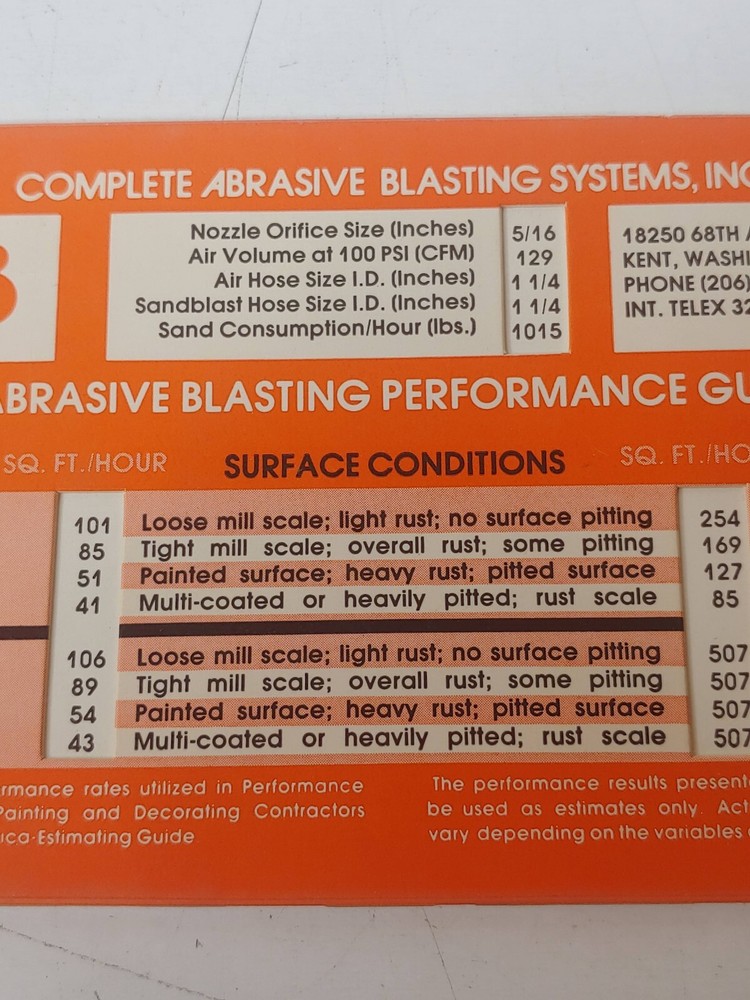 COMPLETE ABRASIVE BLASTING SYSTEMS, INC
Nozzle Orifice Size (Inches) 5/16
Air Volume at 100 PSI (CFM) 129
Air Hose Size I.D. (Inches) 1 1/4
Sandblast Hose Size I.D. (Inches) 1 1/4
Sand Consumption/Hour (lbs.) 1015
18250 68TH
KENT, WASHI
PHONE (206)
INT. TELEX 32
ABRASIVE BLASTING PERFORMANCE GU
SQ. FT./HOUR SURFACE CONDITIONS SQ. FT./HO
101 Loose mill scale; light rust; no surface pitting 254
85 Tight mill scale; overall rust; some pitting 169
51 Painted surface; heavy rust; pitted surface 127
41 Multi-coated or heavily pitted; rust scale 85
106 Loose mill scale; light rust; no surface pitting 507
89 Tight mill scale; overall rust; some pitting 507
54 Painted surface; heavy rust; pitted surface 507
43 Multi-coated or heavily pitted; rust scale 507
rmance rates utilized in Performance
Painting and Decorating Contractors
ica-Estimating Guide
The performance results present
be used as estimates only. Act
vary depending on the variables